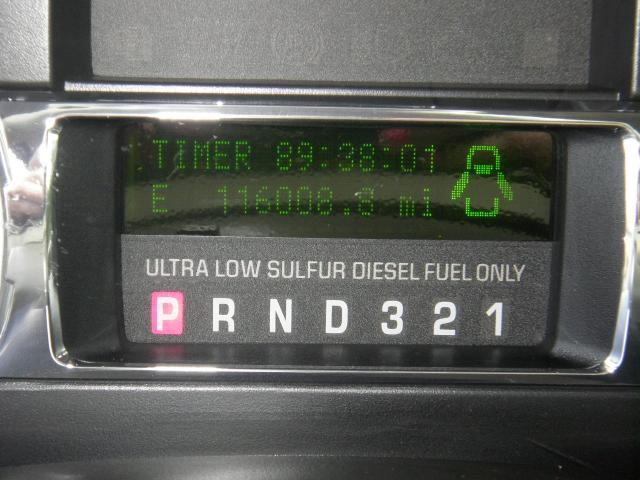 TIMER 89:38:01
E 116008.8 mi
ULTRA LOW SULFUR DIESEL FUEL ONLY
P R N D 3 2 1